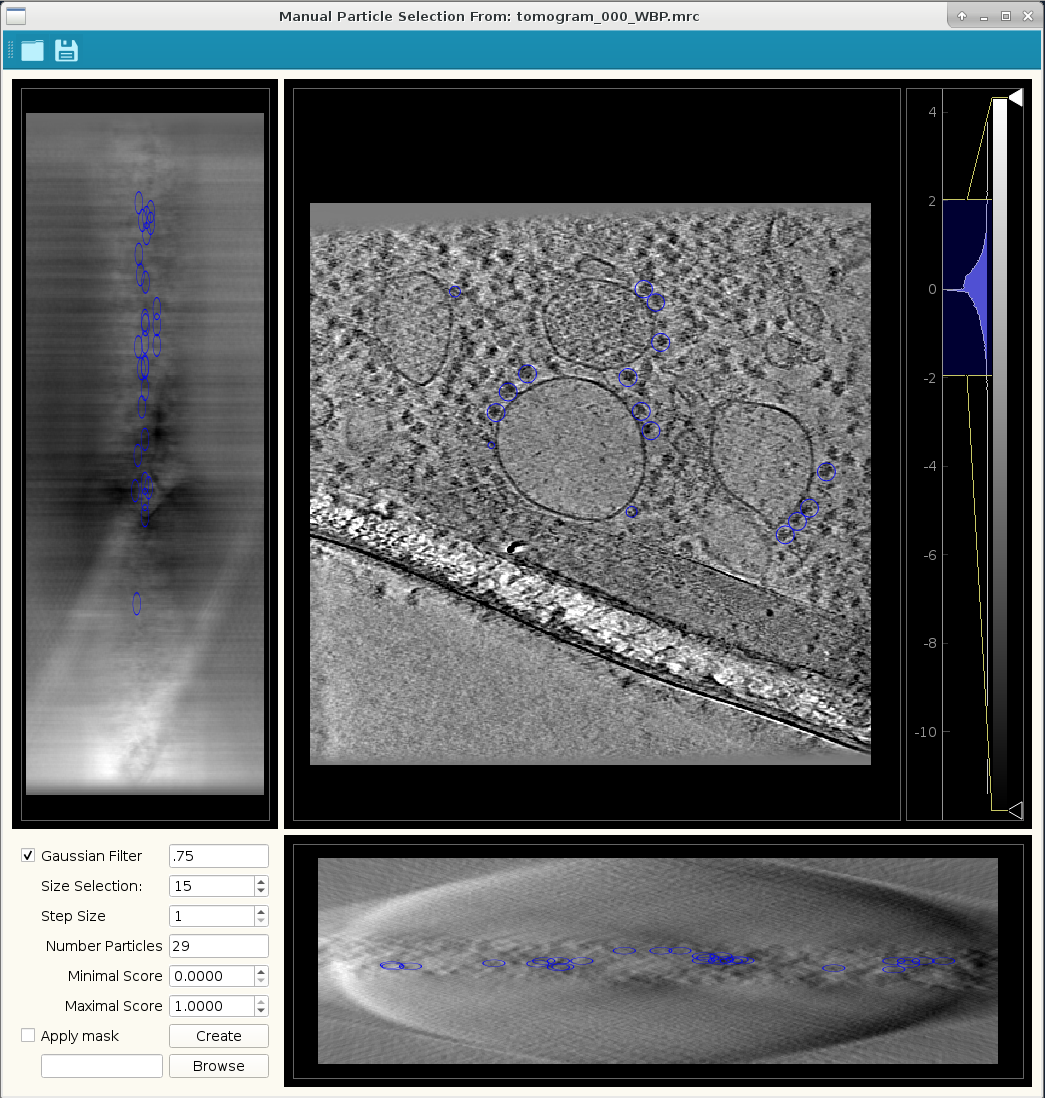 Manual Particle Selection From: tomogram_000_WBP.mrc
4
2
0
-2
-4
-6
-8
-10
Gaussian Filter .75
Size Selection: 15
Step Size 1
Number Particles 29
Minimal Score 0.0000
Maximal Score 1.0000
Apply mask Create
Browse